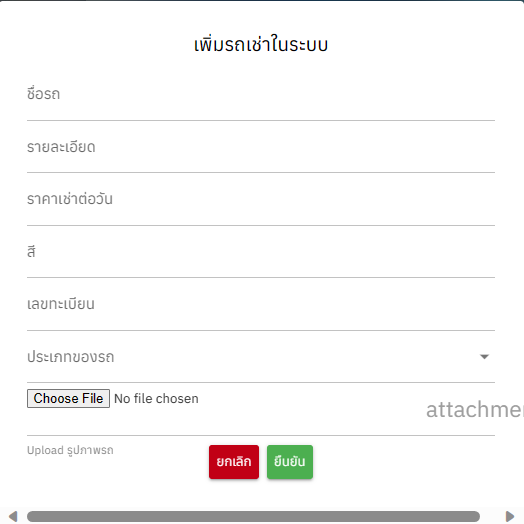 เพิ่มรถเช่าในระบบ
ชื่อรถ
รายละเอียด
ราคาเช่าต่อวัน
สี
เลขทะเบียน
ประเภทของรถ
Choose File No file chosen
attachme
Upload รูปภาพรถ
ยกเลิก ยืนยัน